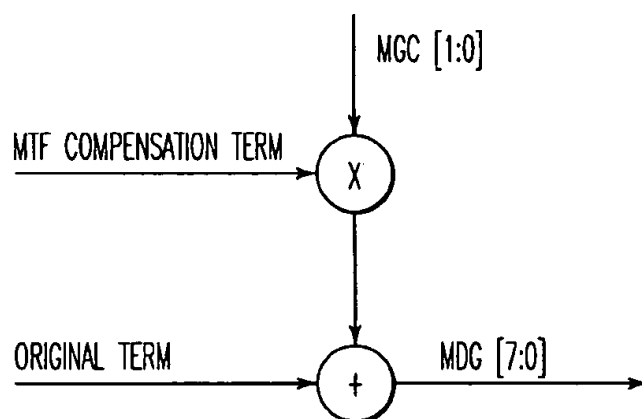 MGC [1:0]
MTF COMPENSATION TERM
X
ORIGINAL TERM
+
MDG [7:0]